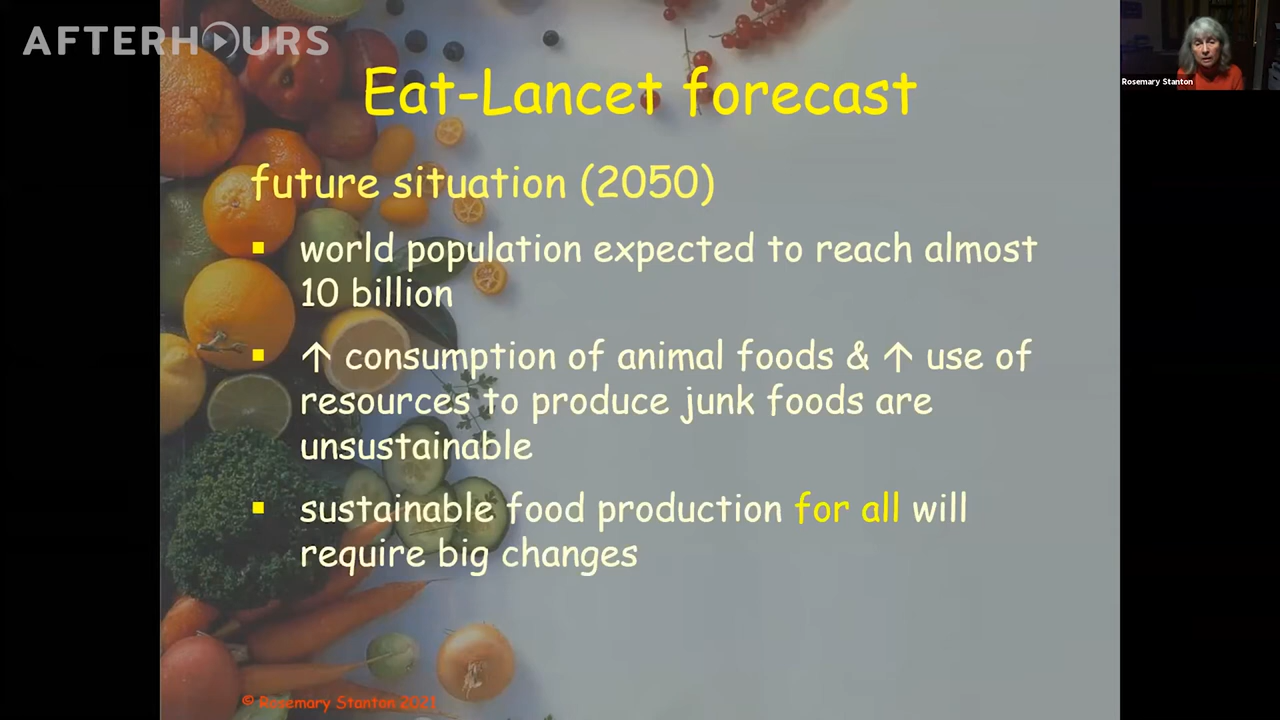 AFTERHOURS
Rosemary Stanton
Eat-Lancet forecast
future situation (2050)
▪ world population expected to reach almost
10 billion
▪ ↑ consumption of animal foods & ↑ use of
resources to produce junk foods are
unsustainable
▪ sustainable food production for all will
require big changes
© Rosemary Stanton 2021